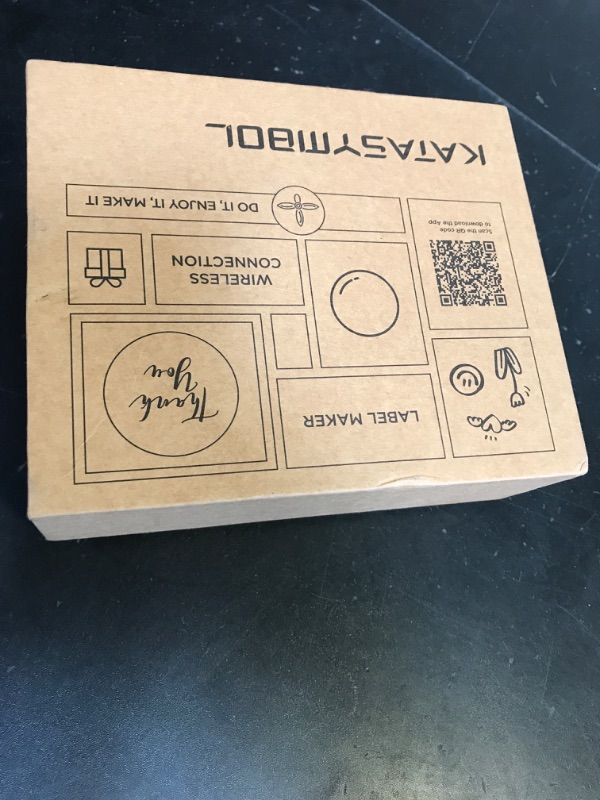 KATASYMBOL
Scan the QR code
to download the App
DO IT, ENJOY IT, MAKE IT
WIRELESS
CONNECTION
LABEL MAKER
Thank
You